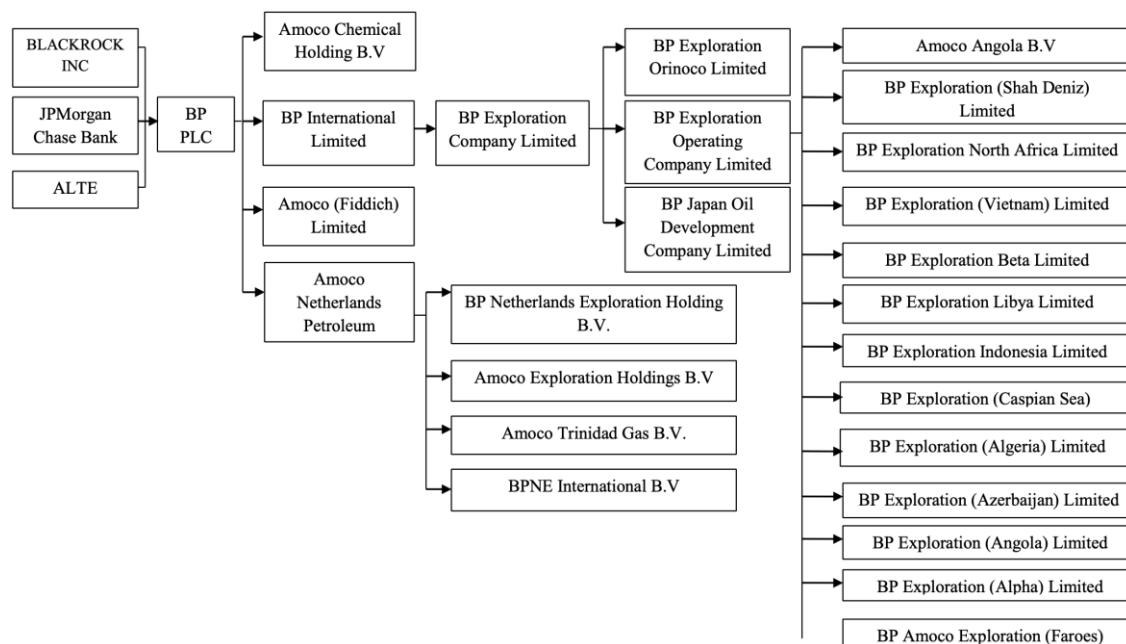 BLACKROCK
INC
JPMorgan
Chase Bank
ALTE
BP
PLC
Amoco Chemical
Holding B.V
BP International
Limited
Amoco (Fiddich)
Limited
Amoco
Netherlands
Petroleum
BP Exploration
Company Limited
BP Netherlands Exploration Holding
B.V.
Amoco Exploration Holdings B.V
Amoco Trinidad Gas B.V.
BPNE International B.V
BP Exploration
Orinoco Limited
BP Exploration
Operating
Company Limited
BP Japan Oil
Development
Company Limited
Amoco Angola B.V
BP Exploration (Shah Deniz)
Limited
BP Exploration North Africa Limited
BP Exploration (Vietnam) Limited
BP Exploration Beta Limited
BP Exploration Libya Limited
BP Exploration Indonesia Limited
BP Exploration (Caspian Sea)
BP Exploration (Algeria) Limited
BP Exploration (Azerbaijan) Limited
BP Exploration (Angola) Limited
BP Exploration (Alpha) Limited
BP Amoco Exploration (Faroes)